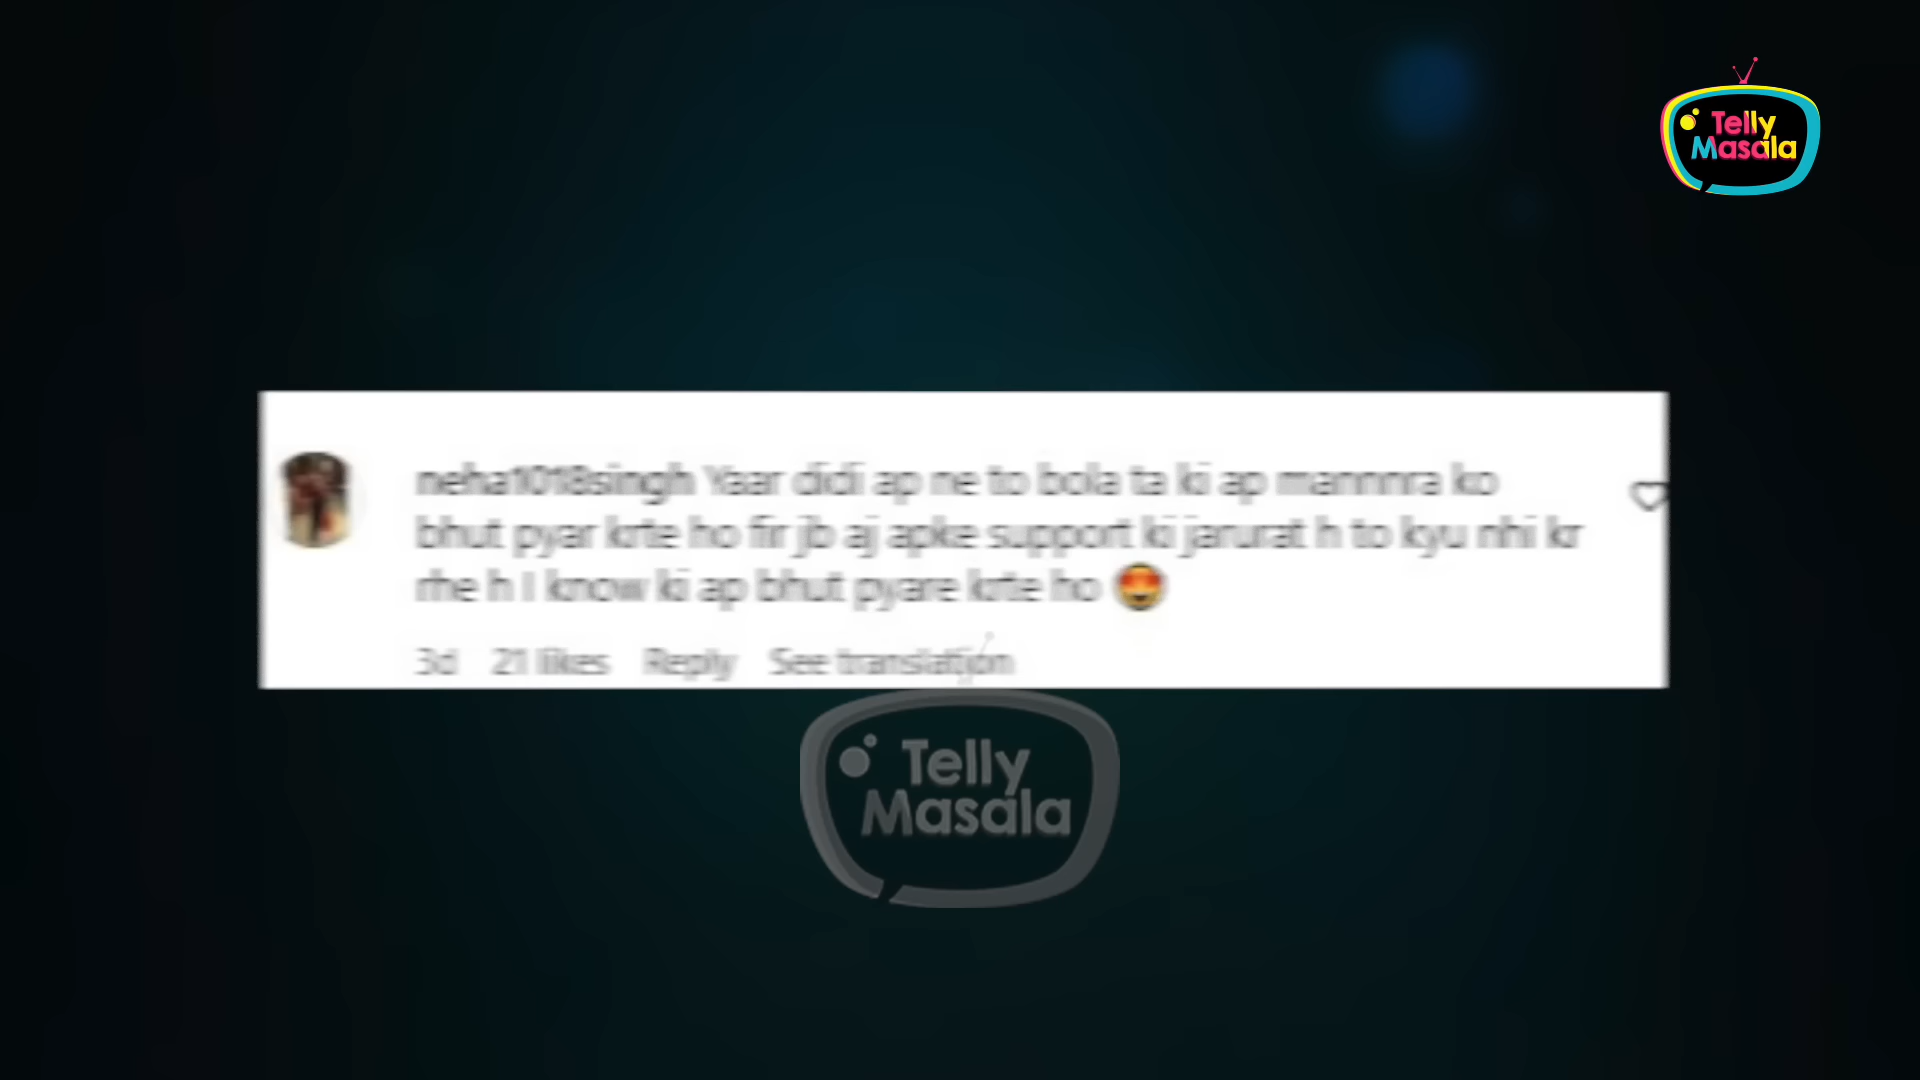 Telly
Masala
neha1018singh Yaar didi ap ne to bola ta ki ap mannnra ko
bhut pyar krte ho fir jb aj apke support ki jarurat h to kyu nhi kr
rhe h I know ki ap bhut pyare krte ho 😍
3d 21 likes Reply See translation
Telly
Masala